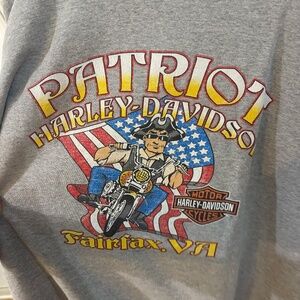 PATRIOT
HARLEY-DAVIDSON
MOTOR
HARLEY-DAVIDSON
CYCLES
Fairfax, VA